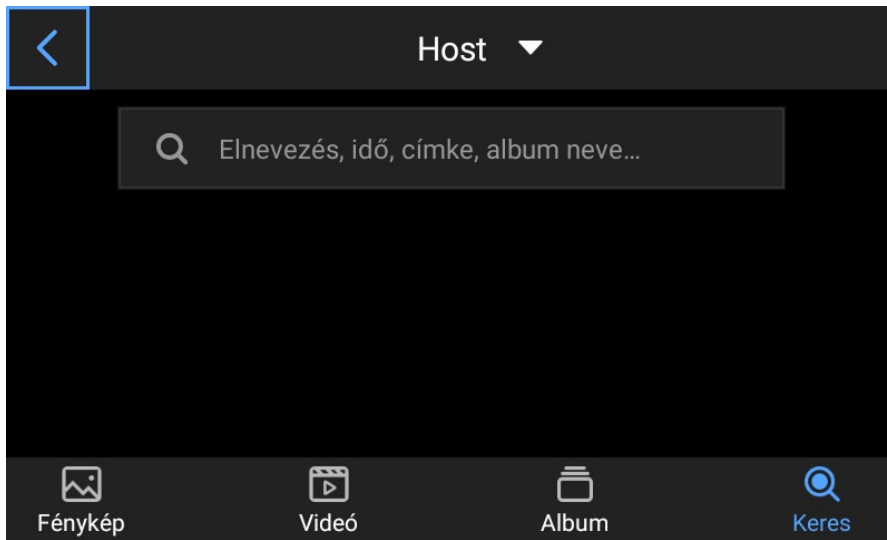 Host
Elnevezés, idő, címke, album neve...
Fénykép
Videó
Album
Keres